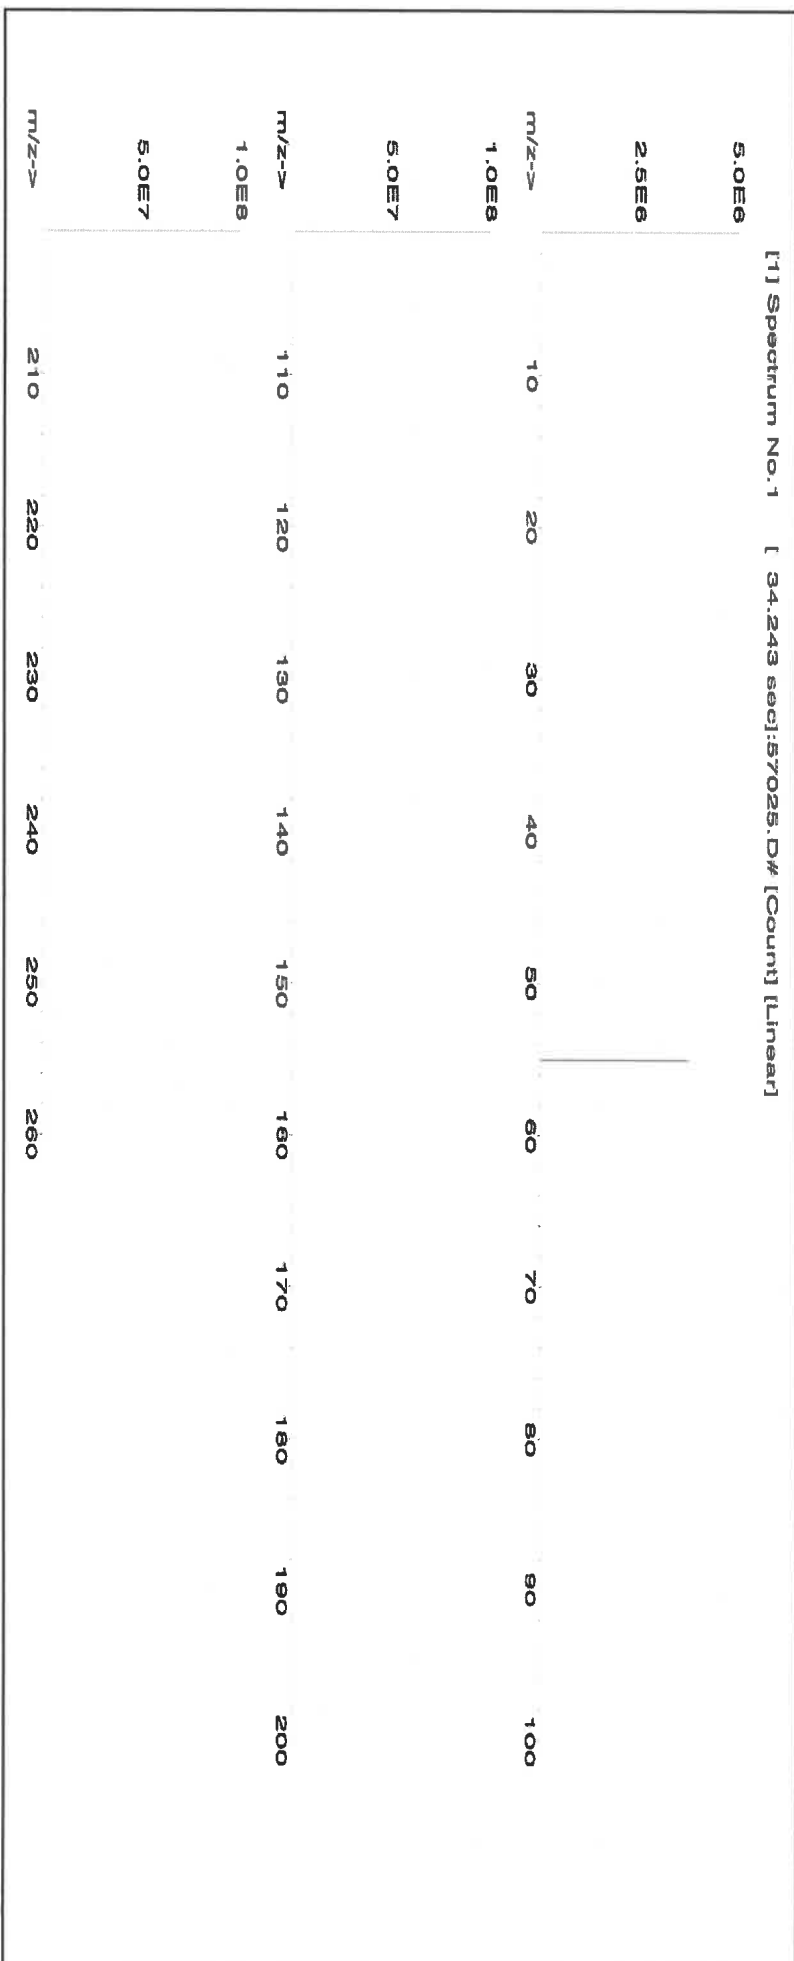 [1] Spectrum No.1 [ 34.243 sec]:57025.D# [Count] [Linear]
5.0E6
2.5E6
m/z-> 10 20 30 40 50 60 70 80 90 100
1.0E8
5.0E7
m/z-> 110 120 130 140 150 160 170 180 190 200
1.0E8
5.0E7
m/z-> 210 220 230 240 250 260